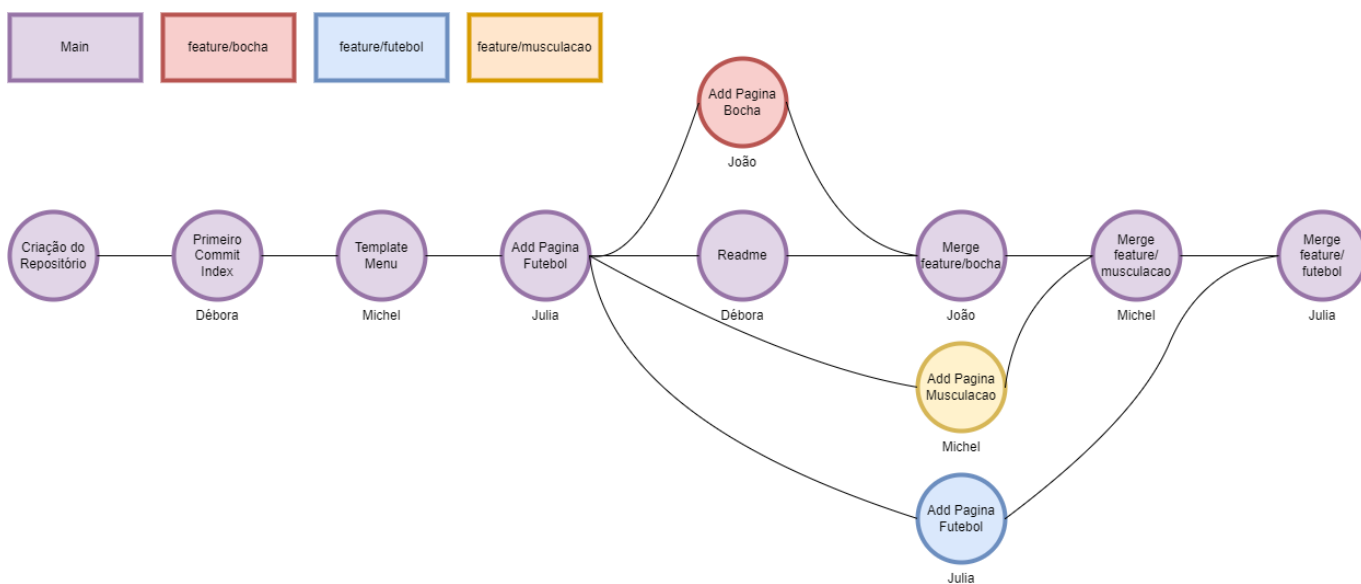 Main
feature/bocha
feature/futebol
feature/musculacao
Add Pagina
Bocha
João
Criação do
Repositório
Primeiro
Commit
Index
Débora
Template
Menu
Michel
Add Pagina
Futebol
Julia
Readme
Débora
Merge
feature/bocha
João
Merge
feature/
musculacao
Michel
Merge
feature/
futebol
Julia
Add Pagina
Musculacao
Michel
Add Pagina
Futebol
Julia